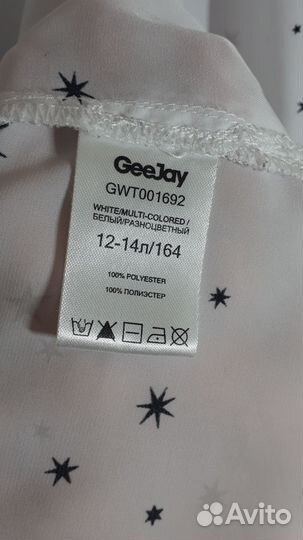 GeeJay
GWT001692
WHITE/MULTI-COLORED /
БЕЛЫЙ/РАЗНОЦВЕТНЫЙ
12-14л/164
100% POLYESTER
100% ПОЛИЭСТЕР
Avito